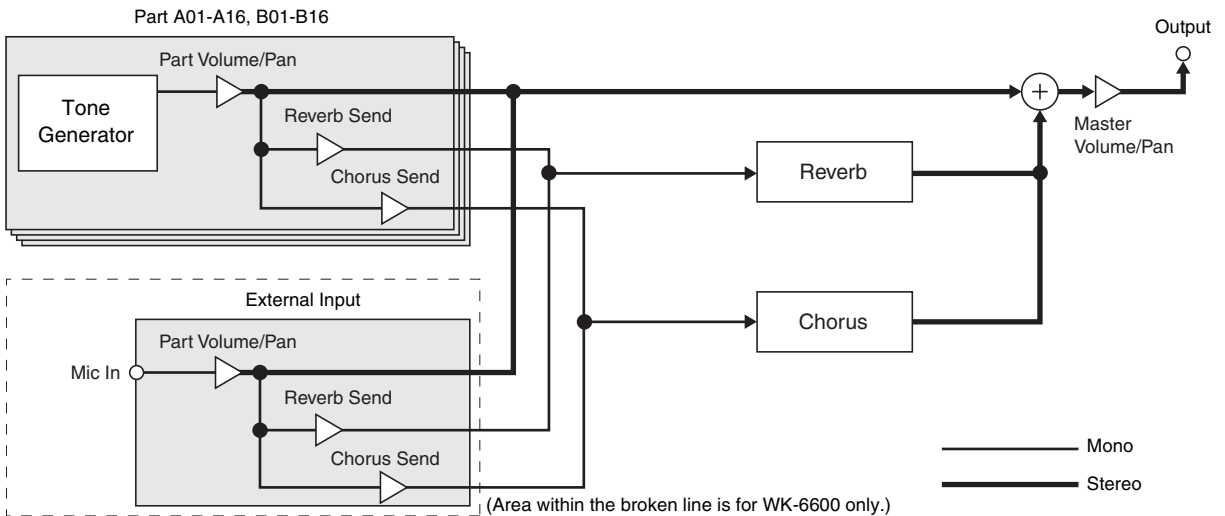 Part A01-A16, B01-B16
Output
Part Volume/Pan
Tone
Generator
Reverb Send
Chorus Send
Master
Volume/Pan
Reverb
External Input
Chorus
Part Volume/Pan
Mic In
Reverb Send
Chorus Send
Mono
Stereo
(Area within the broken line is for WK-6600 only.)